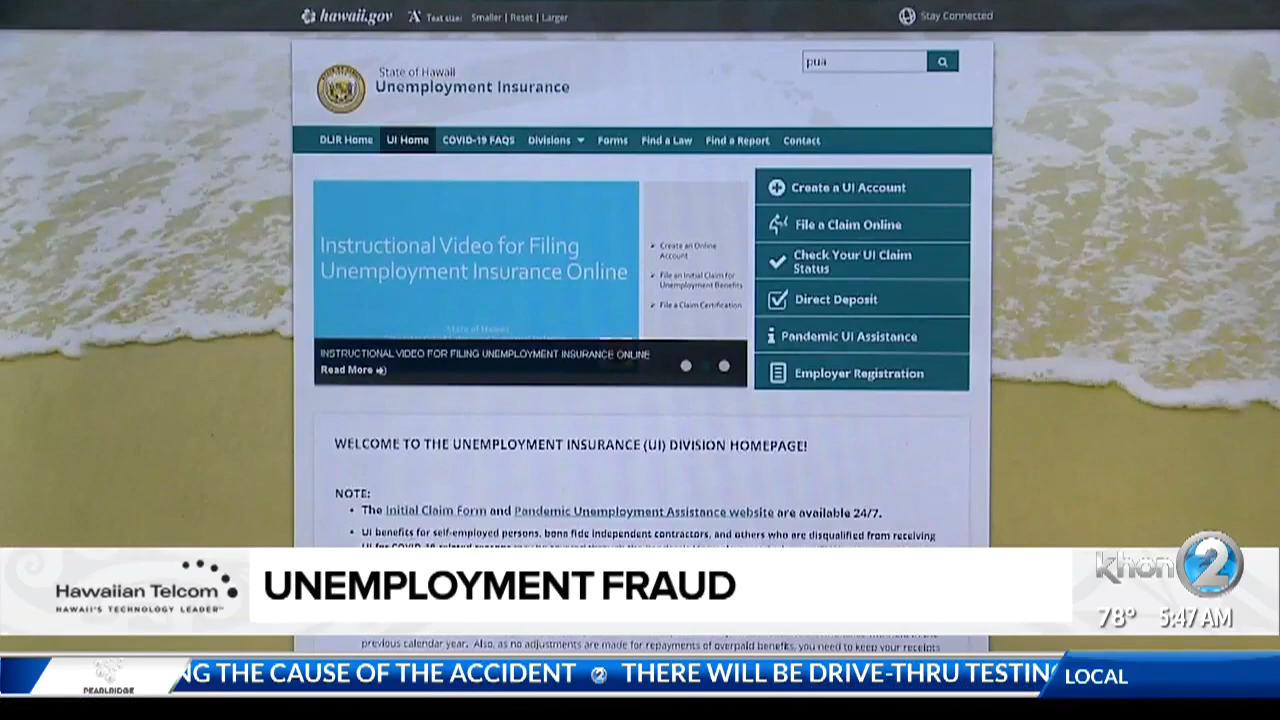 hawaii.gov Text size: Smaller | Reset | Larger Stay Connected
pua
State of Hawaii
Unemployment Insurance
DLIR Home UI Home COVID-19 FAQS Divisions Forms Find a Law Find a Report Contact
Instructional Video for Filing
Unemployment Insurance Online
Create an Online
Account
File an Initial Claim for
Unemployment Benefits
File a Claim Certification
State of Hawaii
INSTRUCTIONAL VIDEO FOR FILING UNEMPLOYMENT INSURANCE ONLINE
Read More
Create a UI Account
File a Claim Online
Check Your UI Claim
Status
Direct Deposit
Pandemic UI Assistance
Employer Registration
WELCOME TO THE UNEMPLOYMENT INSURANCE (UI) DIVISION HOMEPAGE!
NOTE:
• The Initial Claim Form and Pandemic Unemployment Assistance website are available 24/7.
• UI benefits for self-employed persons, bona fide independent contractors, and others who are disqualified from receiving
Hawaiian Telcom
HAWAII'S TECHNOLOGY LEADER
UNEMPLOYMENT FRAUD
khon 2
78° 5:47 AM
previous calendar year. Also, as no adjustments are made for repayments of overpaid benefits, you need to keep your receipts
PEARLRIDGE
NG THE CAUSE OF THE ACCIDENT 2 THERE WILL BE DRIVE-THRU TESTING
LOCAL